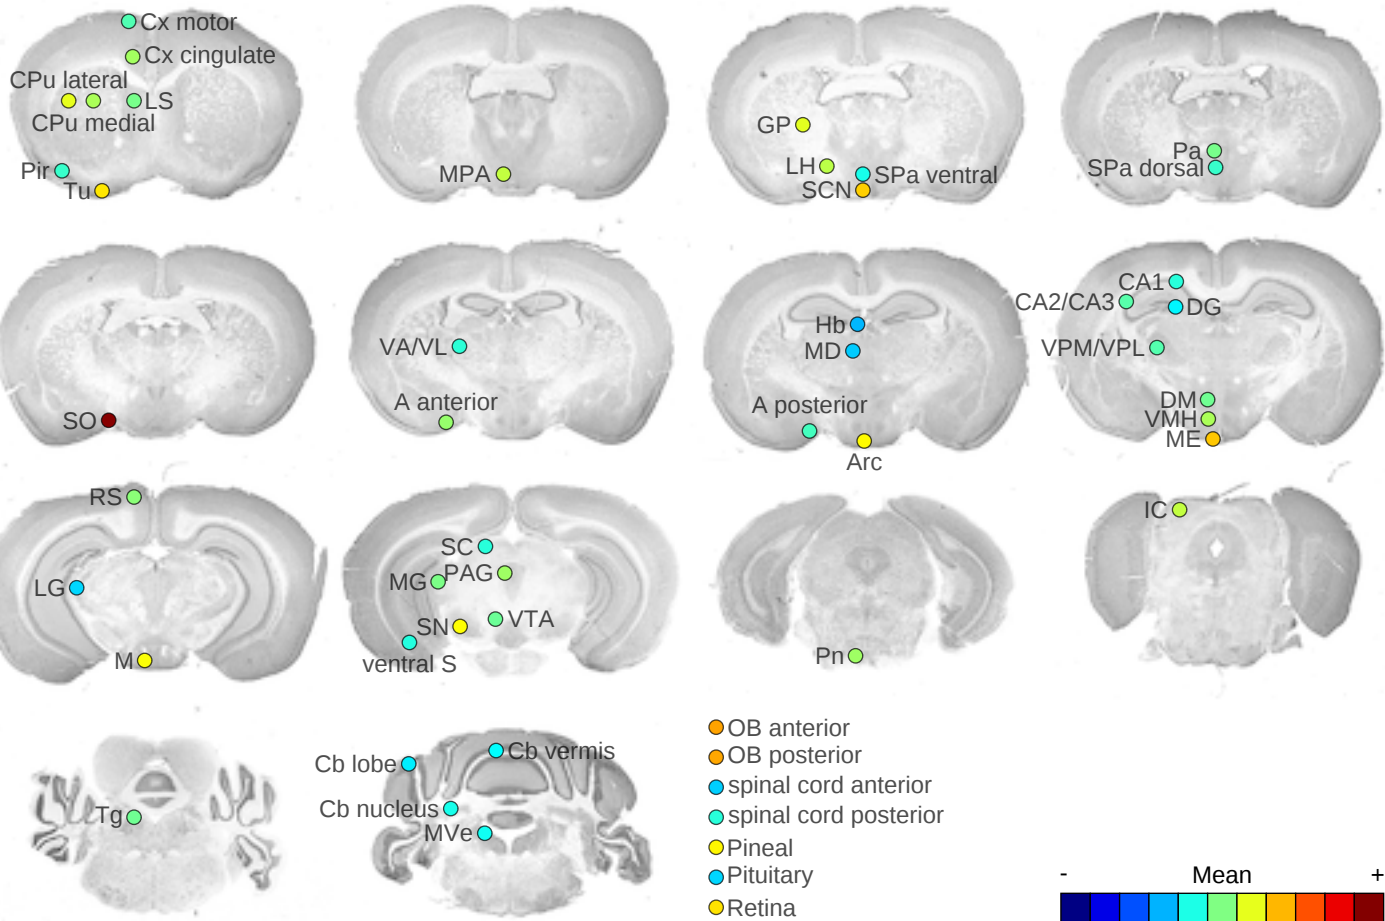 Cx motor
Cx cingulate
CPu lateral
LS
CPu medial
Pir
Tu
MPA
GP
LH
SPa ventral
SCN
Pa
SPa dorsal
SO
VA/VL
A anterior
Hb
MD
A posterior
Arc
CA1
CA2/CA3
DG
VPM/VPL
DM
VMH
ME
RS
LG
M
SC
MG
PAG
SN
VTA
ventral S
Pn
IC
Tg
Cb lobe
Cb vermis
Cb nucleus
MVe
OB anterior
OB posterior
spinal cord anterior
spinal cord posterior
Pineal
Pituitary
Retina
- Mean +